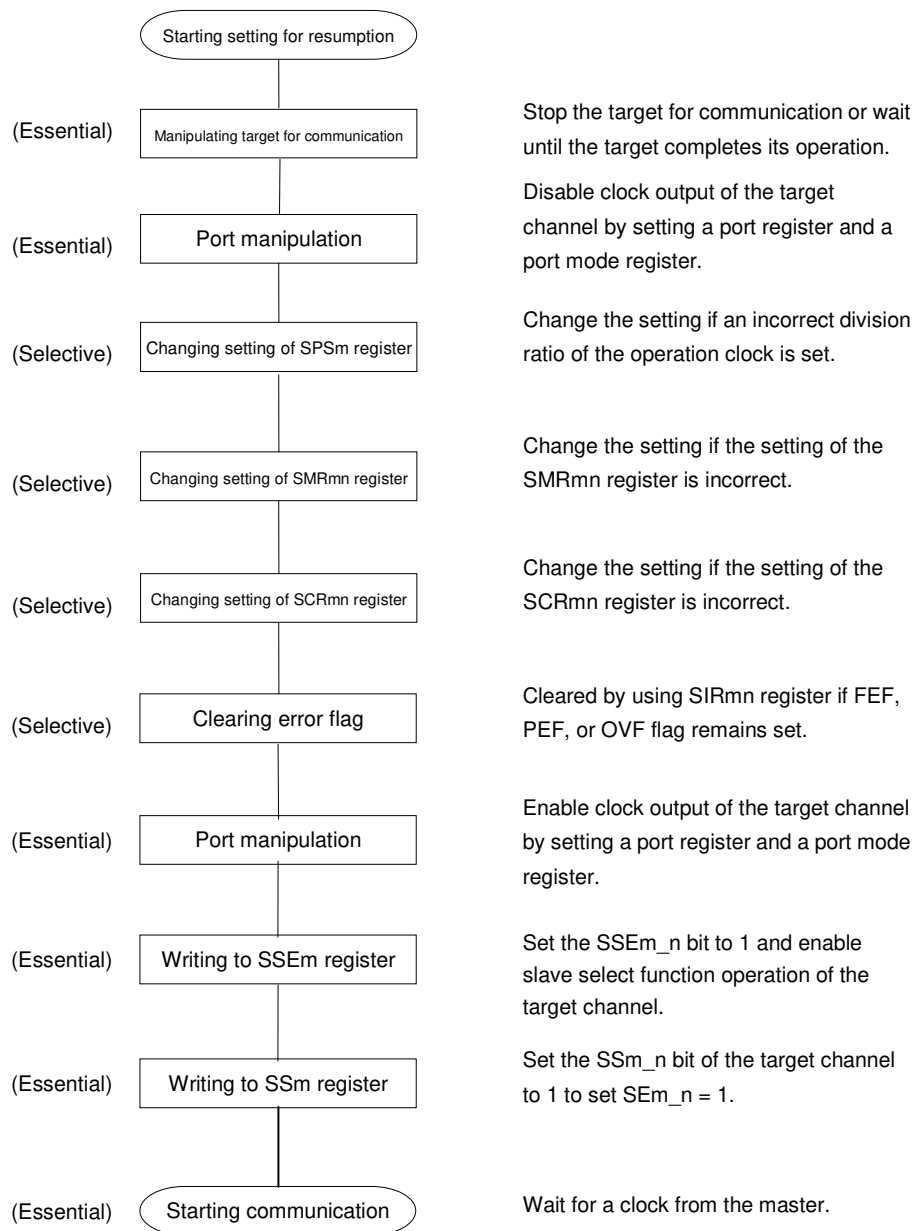 Starting setting for resumption
(Essential)
Manipulating target for communication
Stop the target for communication or wait
until the target completes its operation.
(Essential)
Port manipulation
Disable clock output of the target
channel by setting a port register and a
port mode register.
(Selective)
Changing setting of SPSm register
Change the setting if an incorrect division
ratio of the operation clock is set.
(Selective)
Changing setting of SMRmn register
Change the setting if the setting of the
SMRmn register is incorrect.
(Selective)
Changing setting of SCRmn register
Change the setting if the setting of the
SCRmn register is incorrect.
(Selective)
Clearing error flag
Cleared by using SIRmn register if FEF,
PEF, or OVF flag remains set.
(Essential)
Port manipulation
Enable clock output of the target channel
by setting a port register and a port mode
register.
(Essential)
Writing to SSEm register
Set the SSEm_n bit to 1 and enable
slave select function operation of the
target channel.
(Essential)
Writing to SSm register
Set the SSm_n bit of the target channel
to 1 to set SEm_n = 1.
(Essential)
Starting communication
Wait for a clock from the master.